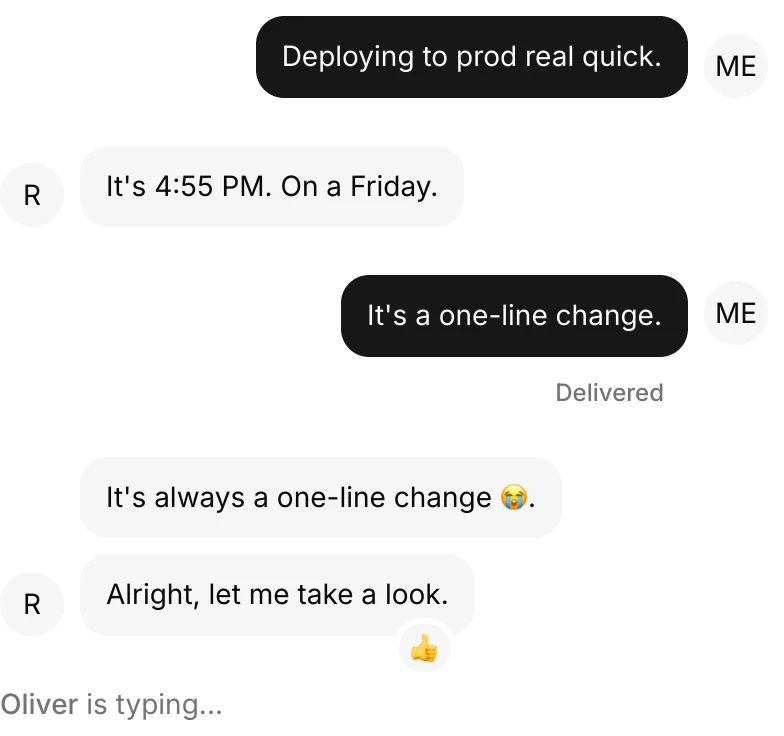 Deploying to prod real quick.
ME
It's 4:55 PM. On a Friday.
R
It's a one-line change.
ME
Delivered
It's always a one-line change 😭.
Alright, let me take a look.
R
👍
Oliver is typing...